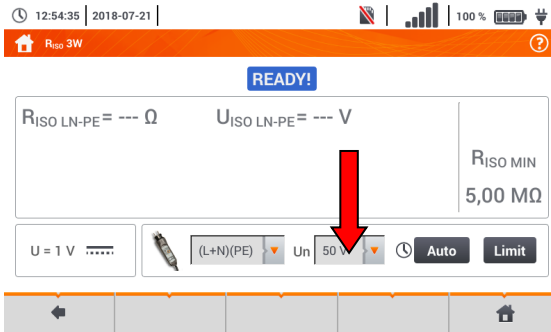 12:54:35 2018-07-21 100 %
RISO 3W ?
READY!
RISO LN-PE= --- Ω UISO LN-PE= --- V
RISO MIN
5,00 MΩ
U = 1 V (L+N)(PE) Un 50 V Auto Limit